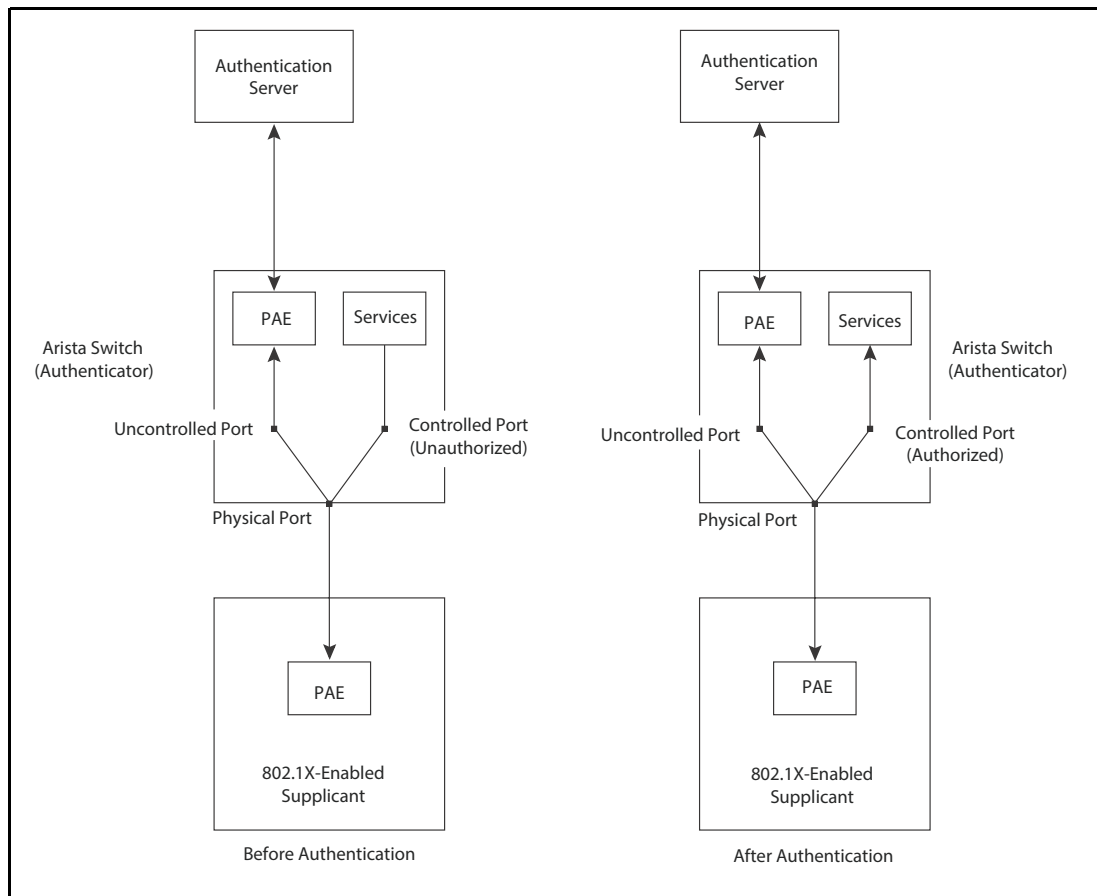 Authentication
Server
PAE
Services
Arista Switch
(Authenticator)
Uncontrolled Port
Controlled Port
(Unauthorized)
Physical Port
PAE
802.1X-Enabled
Supplicant
Before Authentication
Authentication
Server
PAE
Services
Arista Switch
(Authenticator)
Uncontrolled Port
Controlled Port
(Authorized)
Physical Port
PAE
802.1X-Enabled
Supplicant
After Authentication